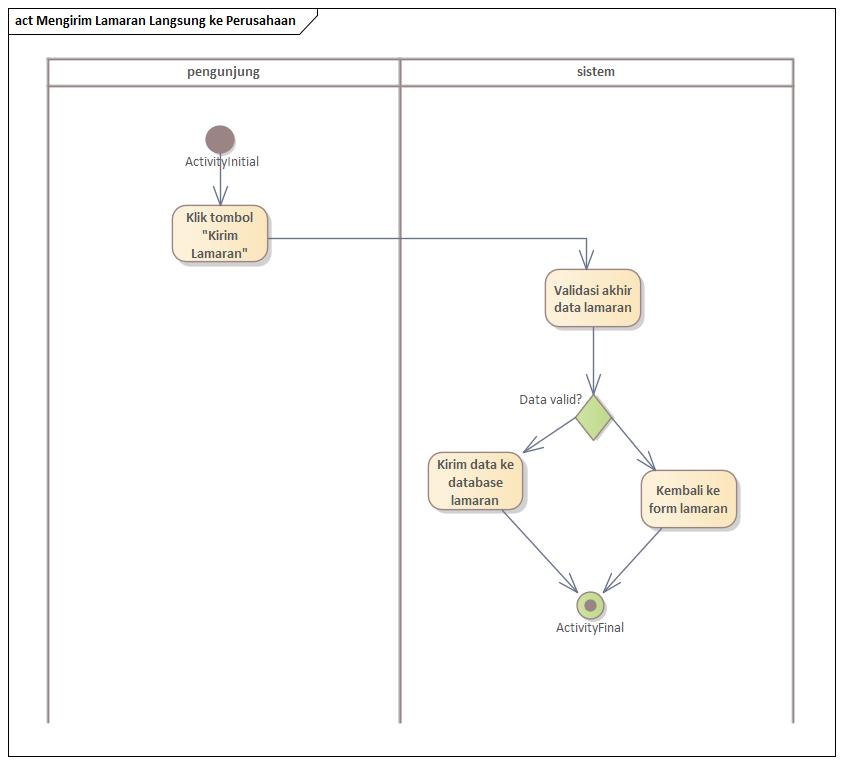 act Mengirim Lamaran Langsung ke Perusahaan
pengunjung
sistem
ActivityInitial
Klik tombol
"Kirim
Lamaran"
Validasi akhir
data lamaran
Data valid?
Kirim data ke
database
lamaran
Kembali ke
form lamaran
ActivityFinal